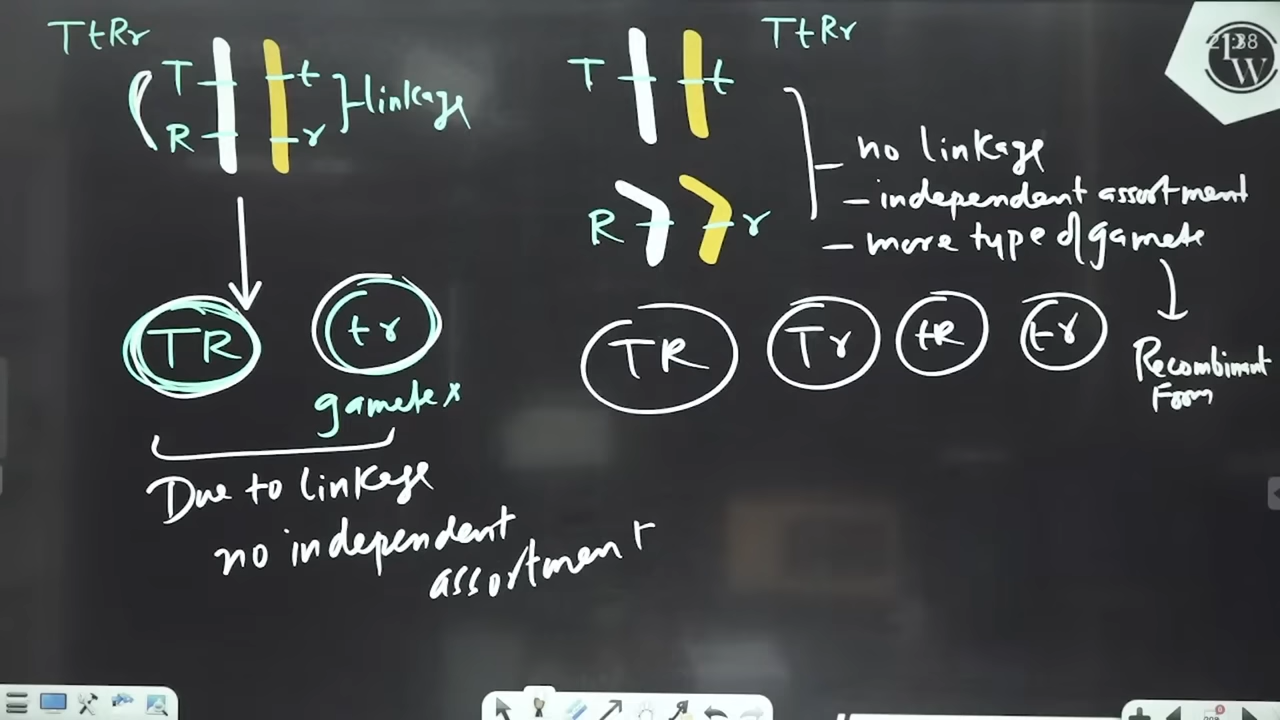 TtRr
T t
R r
} linkage
TR tr
gametes
Due to linkage
no independent
assortment
TtRr
T t
R r
- no linkage
- independent assortment
- more type of gamete
TR Tr tR tr
Recombinant
Form